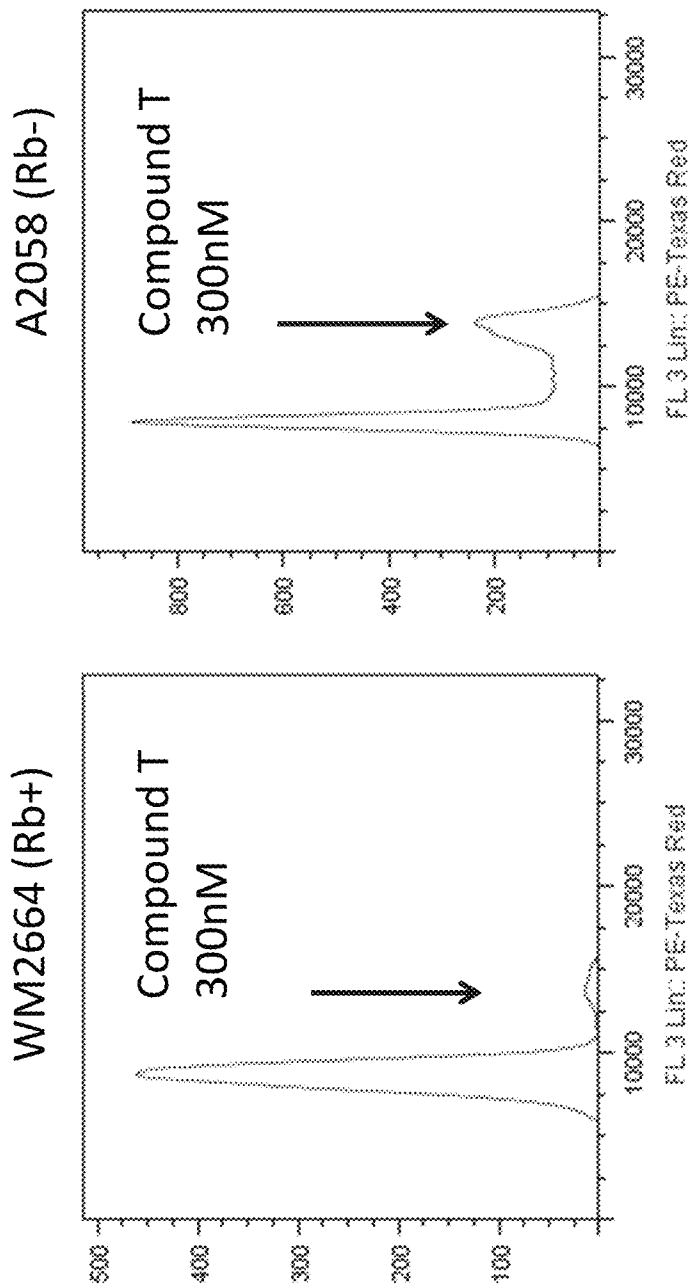 WM2664 (Rb+)
Compound T
300nM
500
400
300
200
100
10000
20000
30000
FL 3 Lin:: PE-Texas Red
A2058 (Rb-)
Compound T
300nM
800
600
400
200
10000
20000
30000
FL 3 Lin:: PE-Texas Red